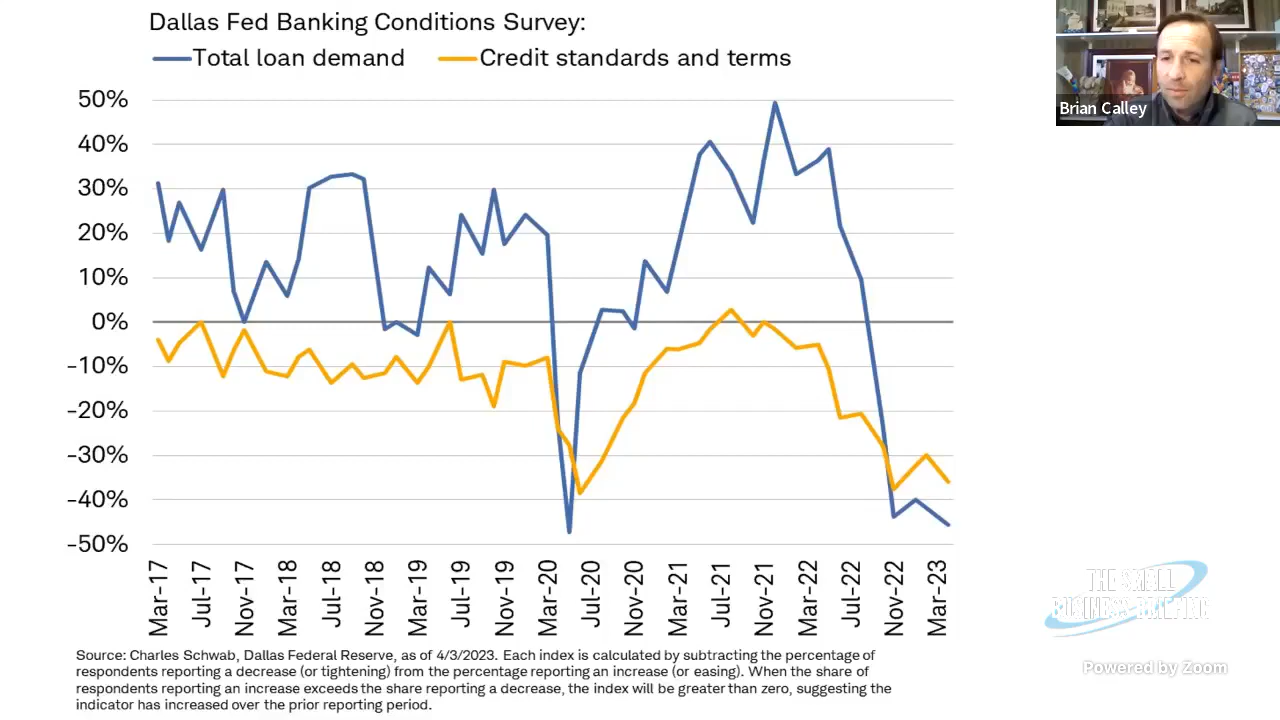 Dallas Fed Banking Conditions Survey:
Total loan demand
Credit standards and terms
50%
40%
30%
20%
10%
0%
-10%
-20%
-30%
-40%
-50%
Mar-17
Jul-17
Nov-17
Mar-18
Jul-18
Nov-18
Mar-19
Jul-19
Nov-19
Mar-20
Jul-20
Nov-20
Mar-21
Jul-21
Nov-21
Mar-22
Jul-22
Nov-22
Mar-23
Source: Charles Schwab, Dallas Federal Reserve, as of 4/3/2023. Each index is calculated by subtracting the percentage of
respondents reporting a decrease (or tightening) from the percentage reporting an increase (or easing). When the share of
respondents reporting an increase exceeds the share reporting a decrease, the index will be greater than zero, suggesting the
indicator has increased over the prior reporting period.
Brian Calley
THE SMALL
BUSINESS BRIEFING
Powered by Zoom